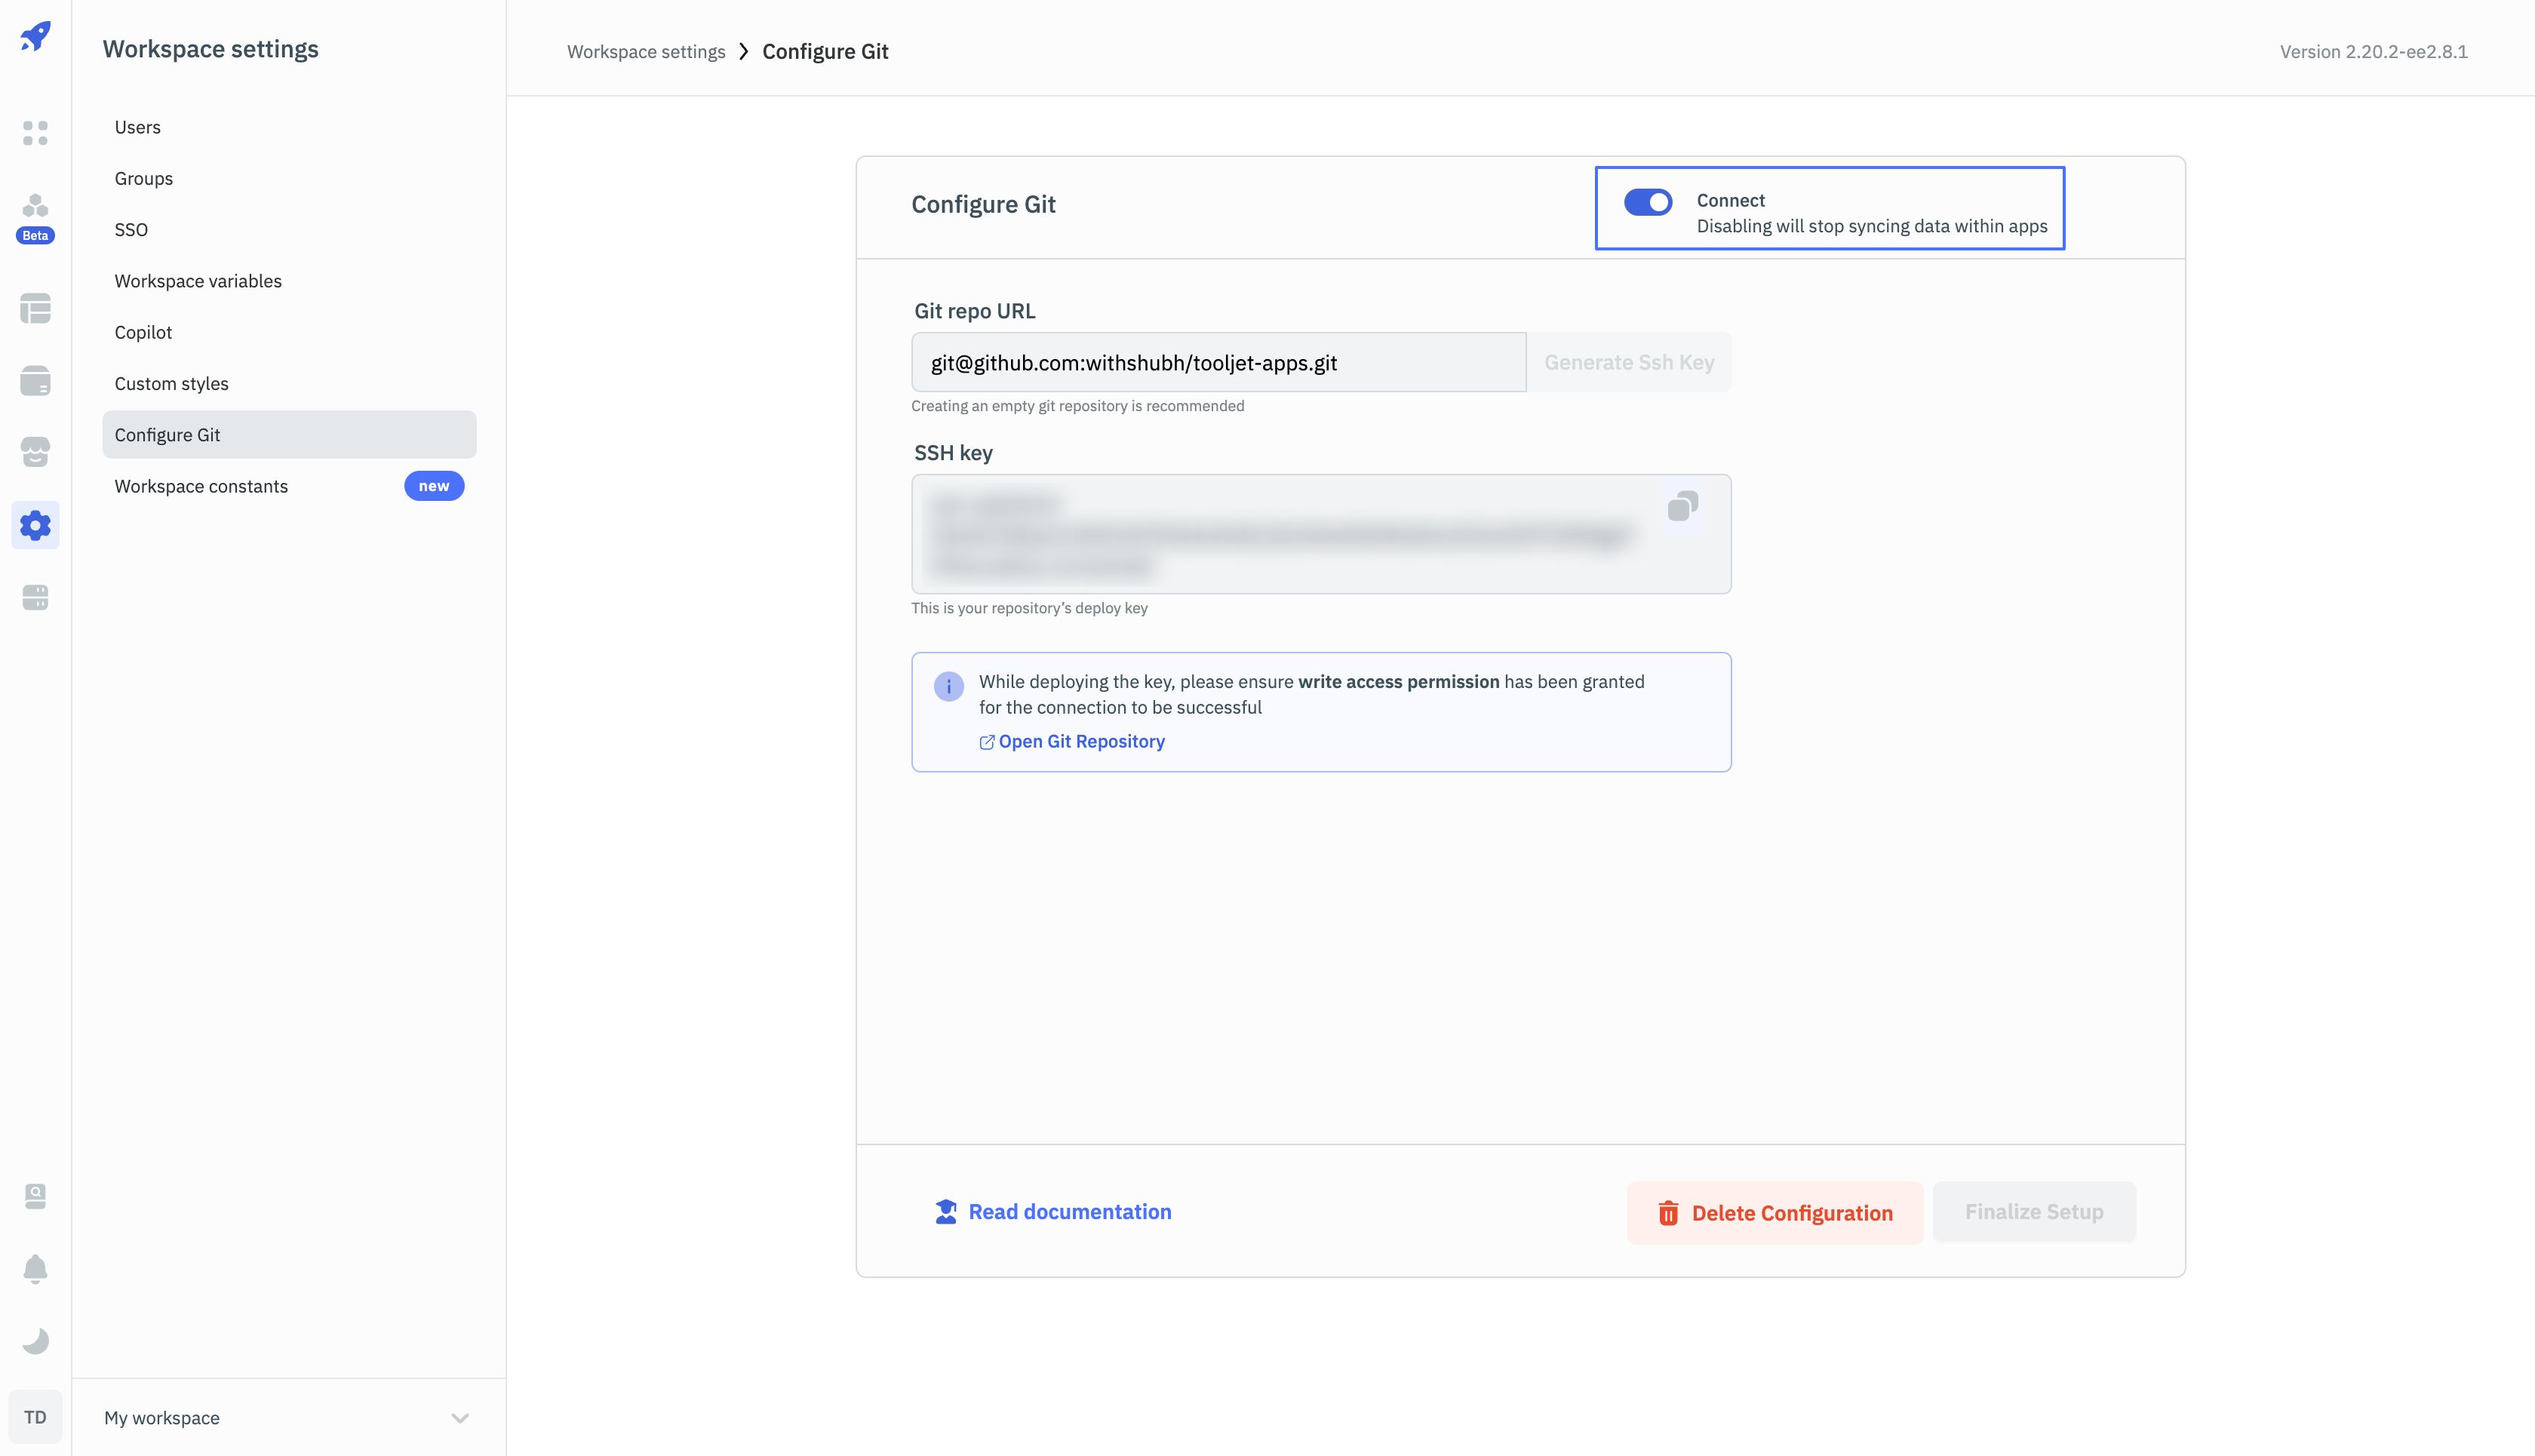 Workspace settings
Workspace settings
Configure Git
Version 2.20.2-ee2.8.1
Beta
Users
Groups
SSO
Workspace variables
Copilot
Custom styles
Configure Git
Workspace constants
new
TD
My workspace
Configure Git
Connect
Disabling will stop syncing data within apps
Git repo URL
git@github.com:withshubh/tooljet-apps.git
Generate Ssh Key
Creating an empty git repository is recommended
SSH key
This is your repository’s deploy key
While deploying the key, please ensure write access permission has been granted
for the connection to be successful
Open Git Repository
Read documentation
Delete Configuration
Finalize Setup